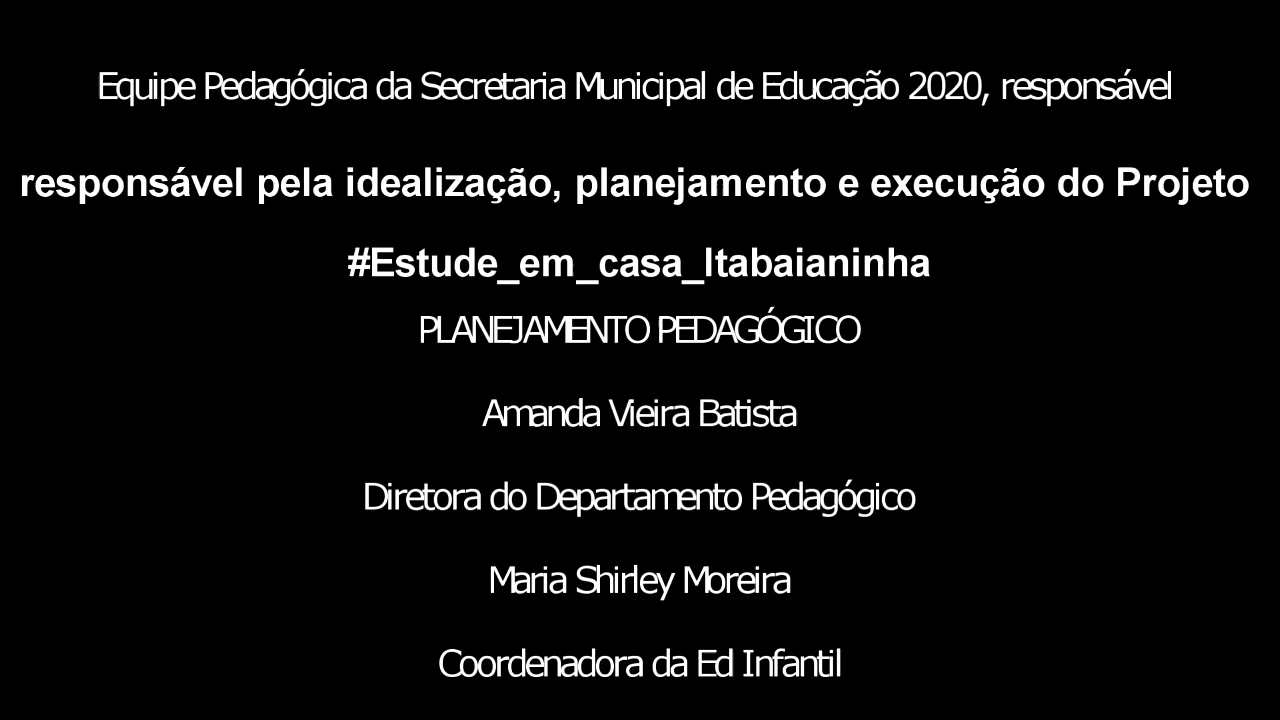 Equipe Pedagógica da Secretaria Municipal de Educação 2020, responsável
responsável pela idealização, planejamento e execução do Projeto
#Estude_em_casa_Itabaianinha
PLANEJAMENTO PEDAGÓGICO
Amanda Vieira Batista
Diretora do Departamento Pedagógico
Maria Shirley Moreira
Coordenadora da Ed Infantil